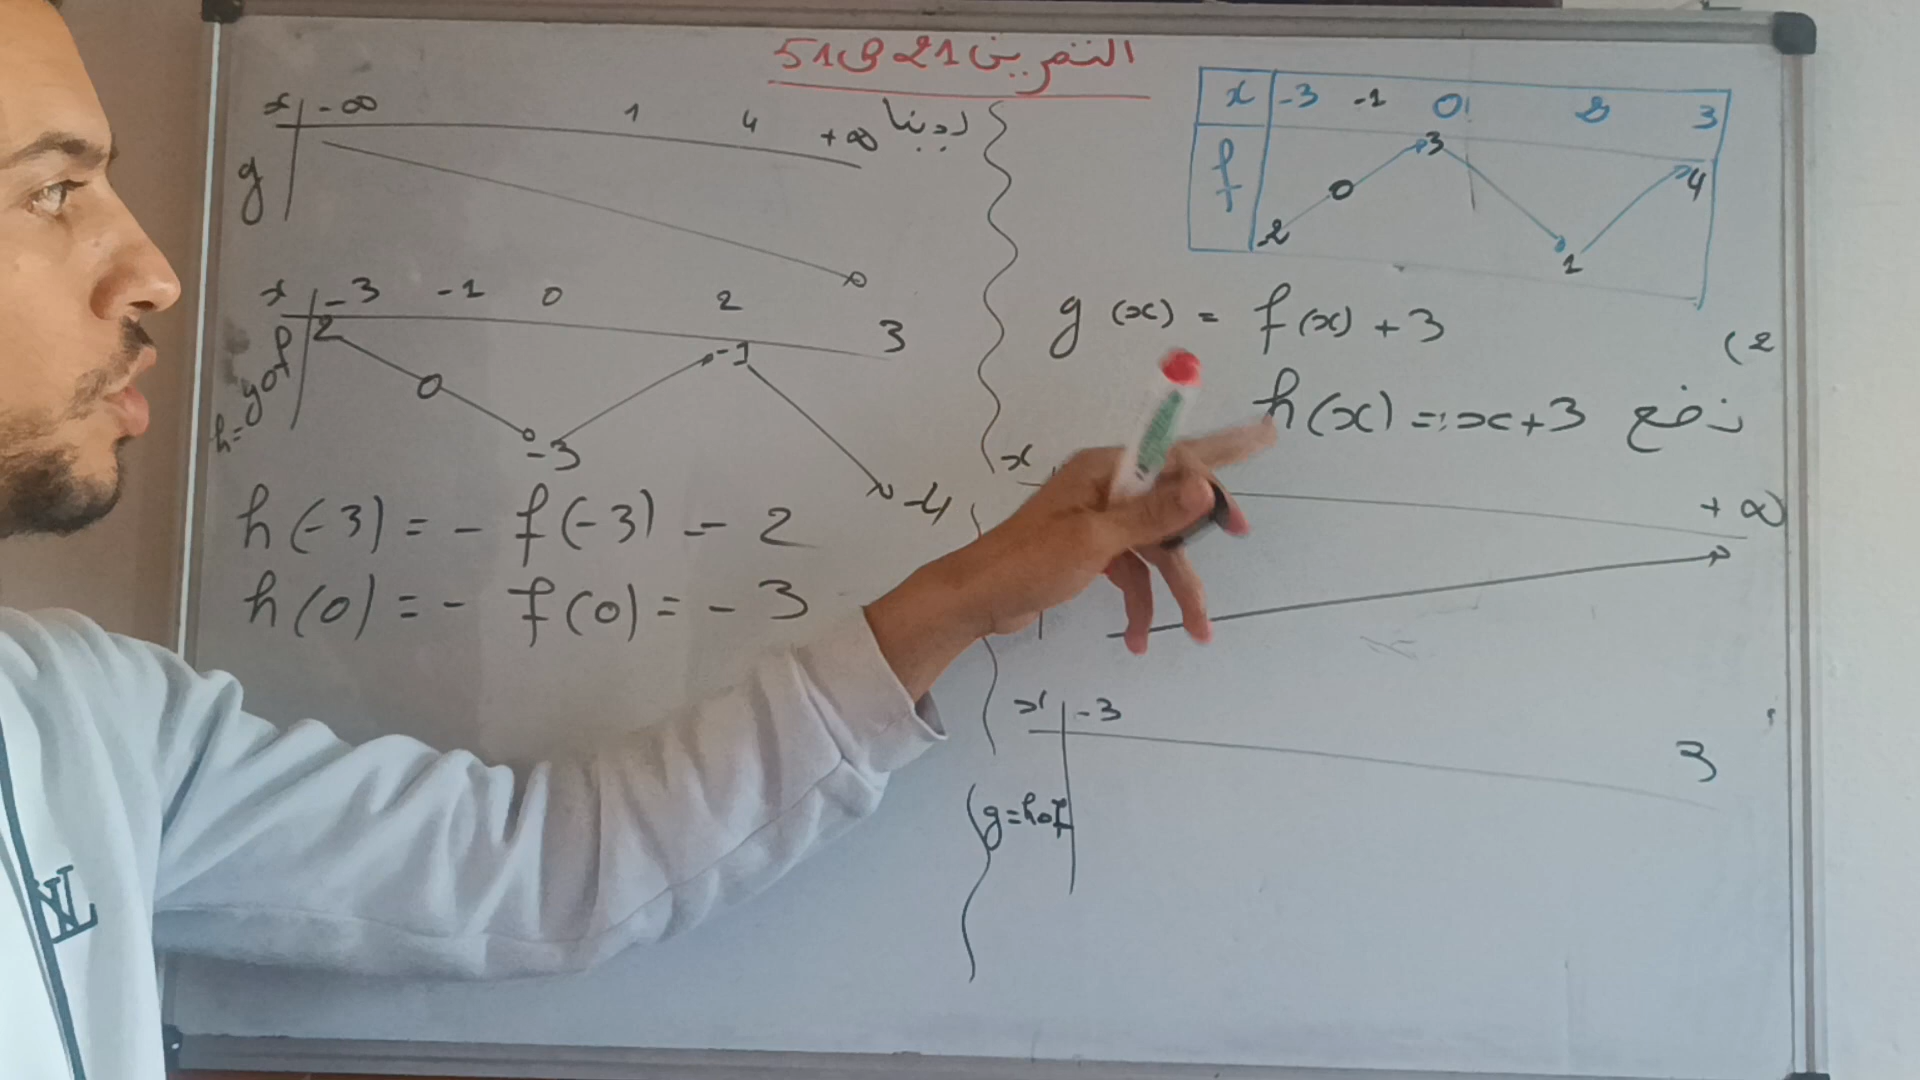 التمرين 21 ص 51
لدينا
x -∞ 1 4 +∞
g
x -3 -1 0 2 3
h= gof 2 0 -3 -1 -4
h(-3) = - f(-3) - 2
h(0) = - f(0) = - 3
x -3 -1 0 2 3
f 2 0 3 1 4
g(x) = f(x) + 3 (2
نضع h(x) = x+3
x +∞
x -3 3
g=hof